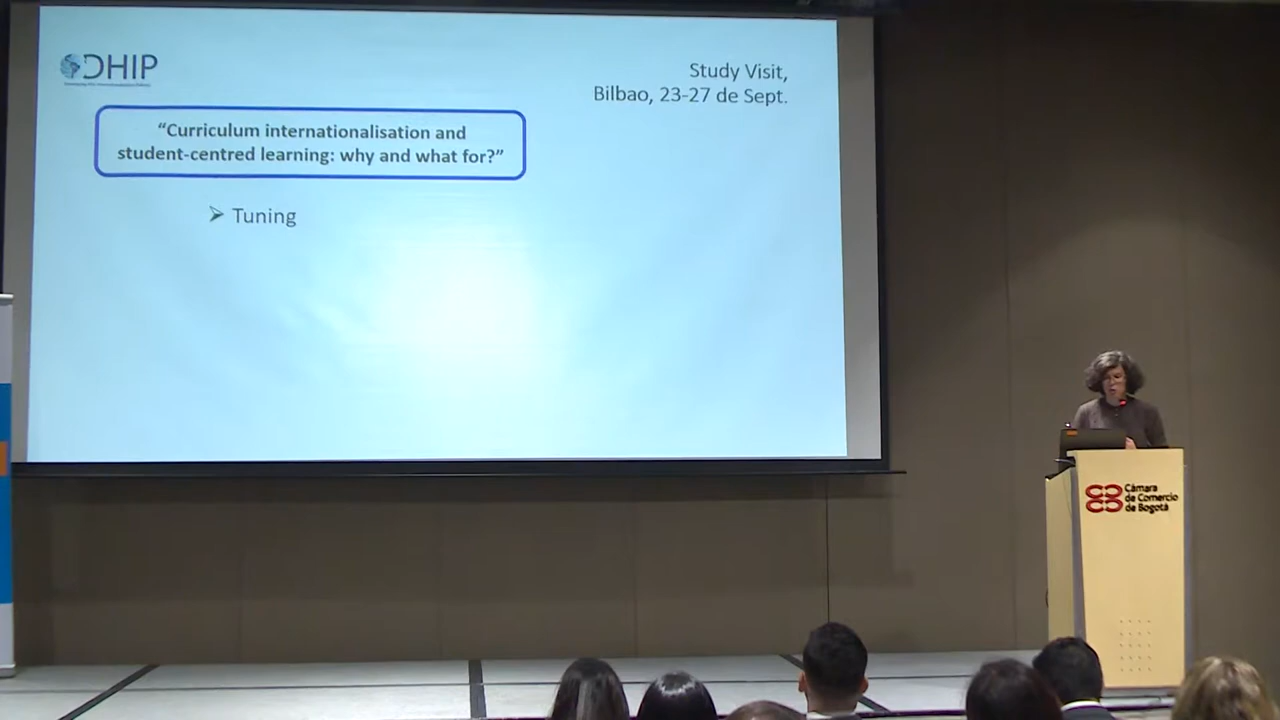 DHIP
Study Visit,
Bilbao, 23-27 de Sept.
“Curriculum internationalisation and
student-centred learning: why and what for?”
Tuning
Cámara
de Comercio
de Bogotá